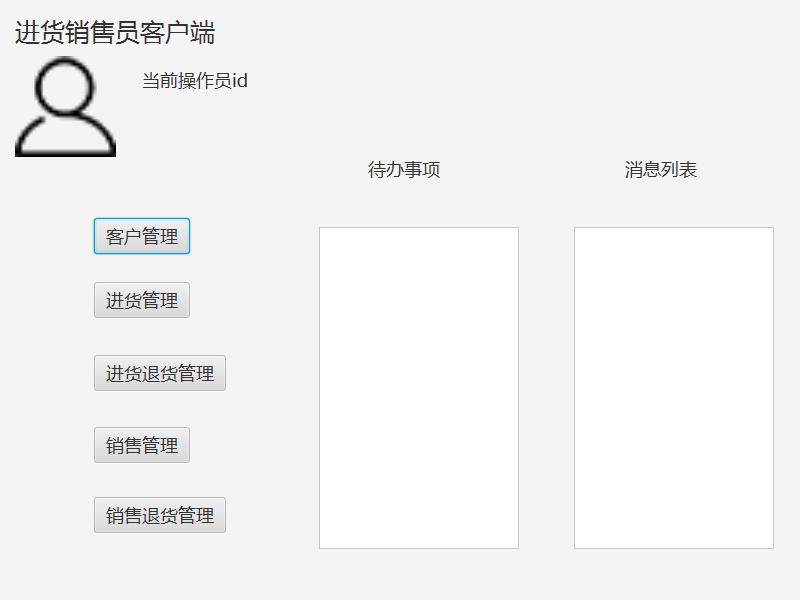 进货销售员客户端
当前操作员id
待办事项
消息列表
客户管理
进货管理
进货退货管理
销售管理
销售退货管理